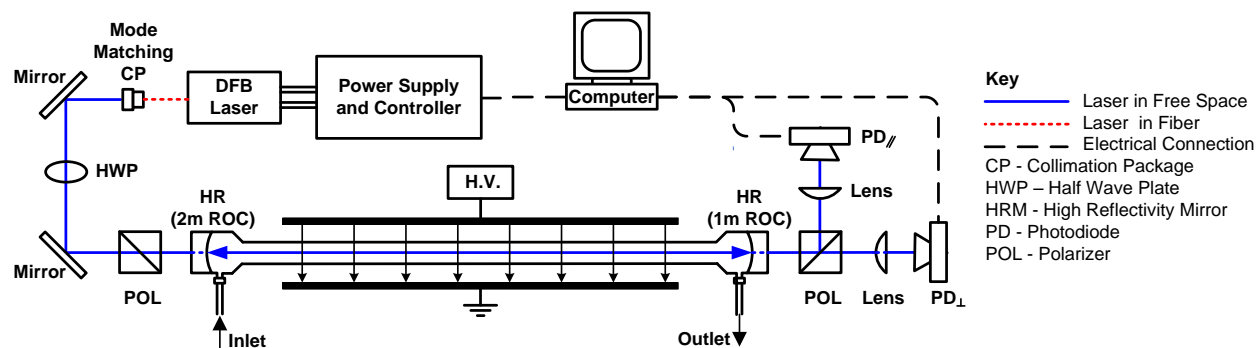 Mode
Matching
CP
Mirror
DFB
Laser
Power Supply
and Controller
Computer
PD⫽
Lens
HWP
H.V.
HR
(2m ROC)
HR
(1m ROC)
Mirror
POL
POL
Lens
PD⊥
Inlet
Outlet
Key
Laser in Free Space
Laser in Fiber
Electrical Connection
CP - Collimation Package
HWP – Half Wave Plate
HRM - High Reflectivity Mirror
PD - Photodiode
POL - Polarizer